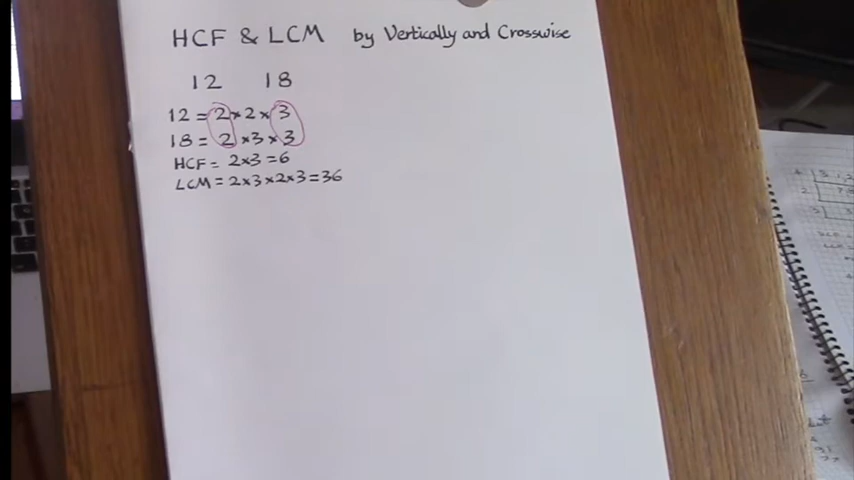 HCF & LCM by Vertically and Crosswise
12 18
12 = 2 × 2 × 3
18 = 2 × 3 × 3
HCF = 2×3 = 6
LCM = 2×3×2×3 = 36